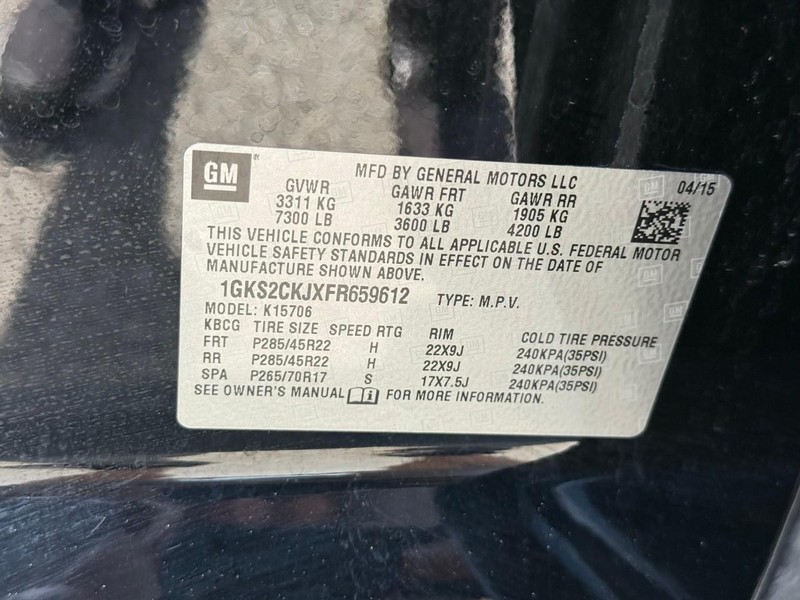 GM
MFD BY GENERAL MOTORS LLC 04/15
GVWR GAWR FRT GAWR RR
3311 KG 1633 KG 1905 KG
7300 LB 3600 LB 4200 LB
THIS VEHICLE CONFORMS TO ALL APPLICABLE U.S. FEDERAL MOTOR
VEHICLE SAFETY STANDARDS IN EFFECT ON THE DATE OF
MANUFACTURE SHOWN ABOVE.
1GKS2CKJXFR659612 TYPE: M.P.V.
MODEL: K15706
KBCG TIRE SIZE SPEED RTG RIM COLD TIRE PRESSURE
FRT P285/45R22 H 22X9J 240KPA(35PSI)
RR P285/45R22 H 22X9J 240KPA(35PSI)
SPA P265/70R17 S 17X7.5J 240KPA(35PSI)
SEE OWNER'S MANUAL FOR MORE INFORMATION.